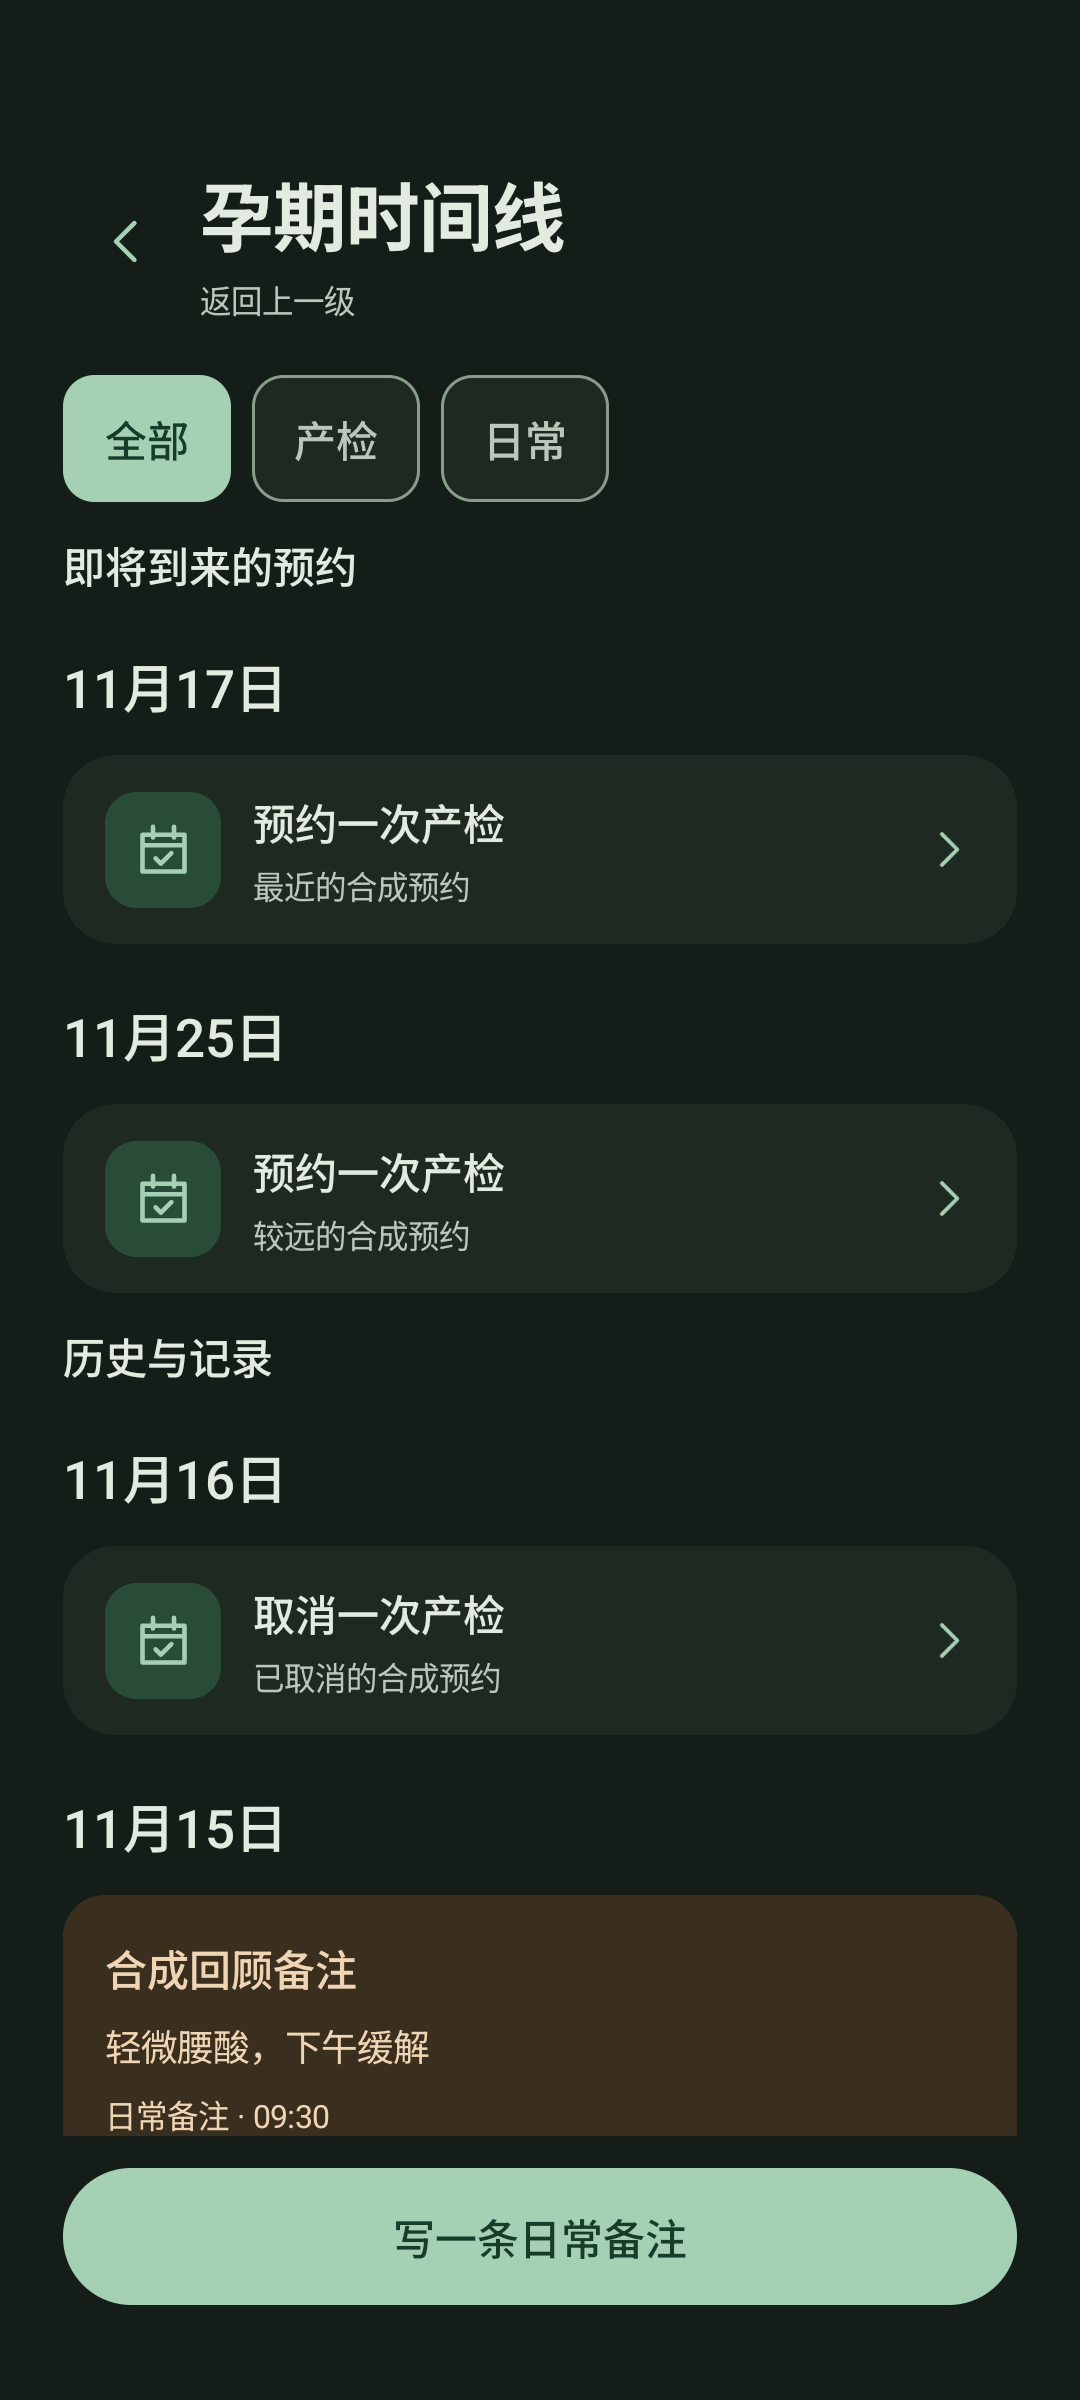 孕期时间线
返回上一级
全部
产检
日常
即将到来的预约
11月17日
预约一次产检
最近的合成预约
11月25日
预约一次产检
较远的合成预约
历史与记录
11月16日
取消一次产检
已取消的合成预约
11月15日
合成回顾备注
轻微腰酸，下午缓解
日常备注 · 09:30
写一条日常备注